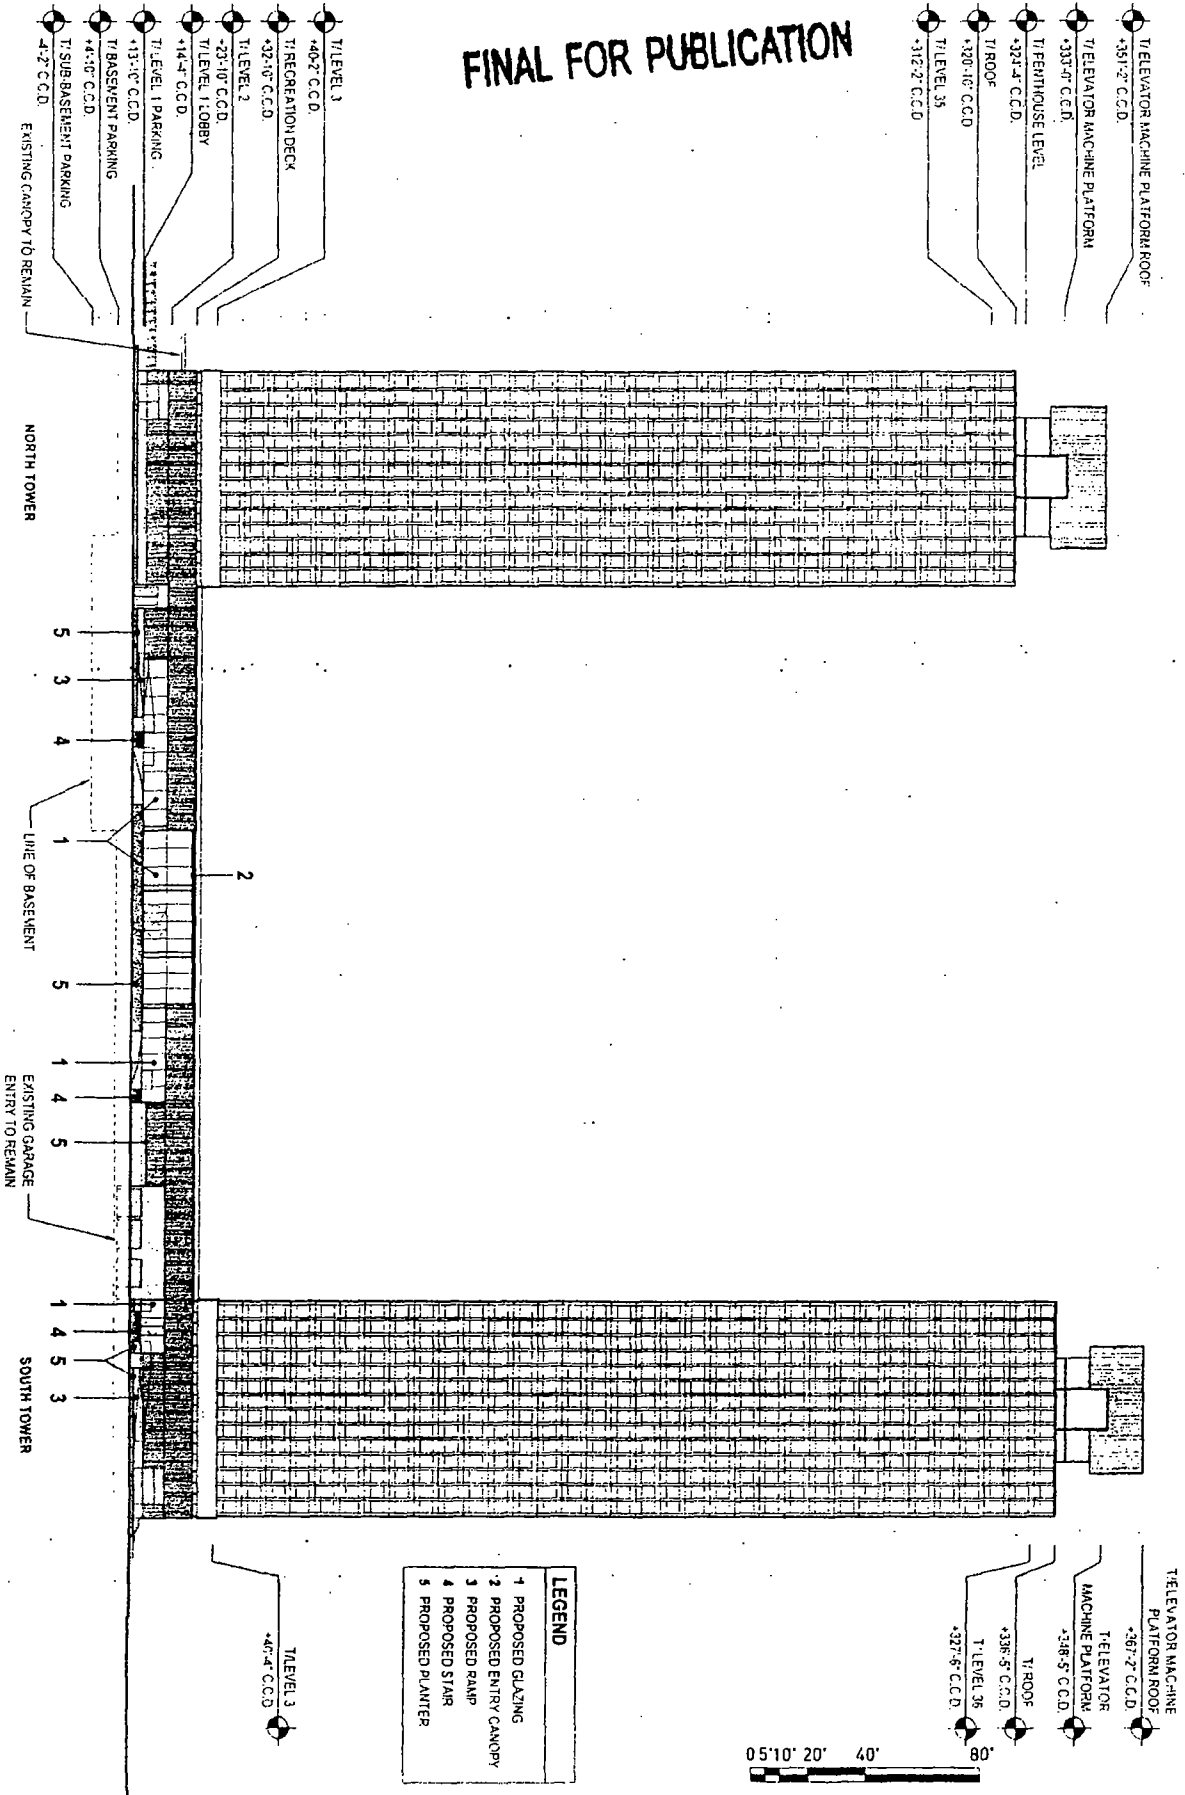 FINAL FOR PUBLICATION
T/ELEVATOR MACHINE PLATFORM ROOF
+351'-2" C.C.D.
T/ELEVATOR MACHINE PLATFORM
+333'-0" C.C.D.
T/PENTHOUSE LEVEL
+324'-4" C.C.D.
T/ROOF
+320'-10" C.C.D.
T/LEVEL 35
+312'-2" C.C.D.
T/LEVEL 3
+40'-2" C.C.D.
T/RECREATION DECK
+32'-10" C.C.D.
T/LEVEL 2
+23'-10" C.C.D.
T/LEVEL 1 LOBBY
+14'-4" C.C.D.
T/LEVEL 1 PARKING
+13'-10" C.C.D.
T/BASEMENT PARKING
+4'-10" C.C.D.
T/SUB-BASEMENT PARKING
-4'-2" C.C.D.
EXISTING CANOPY TO REMAIN
NORTH TOWER
5
3
4
1
LINE OF BASEMENT
2
5
1
4
5
EXISTING GARAGE
ENTRY TO REMAIN
1
4
5
3
SOUTH TOWER
T/ELEVATOR MACHINE
PLATFORM ROOF
+367'-2" C.C.D.
T/ELEVATOR
MACHINE PLATFORM
+348'-5" C.C.D.
T/ROOF
+336'-5" C.C.D.
T/LEVEL 36
+327'-6" C.C.D.
T/LEVEL 3
+40'-4" C.C.D.
LEGEND
1 PROPOSED GLAZING
2 PROPOSED ENTRY CANOPY
3 PROPOSED RAMP
4 PROPOSED STAIR
5 PROPOSED PLANTER
0 5'10' 20' 40' 80'